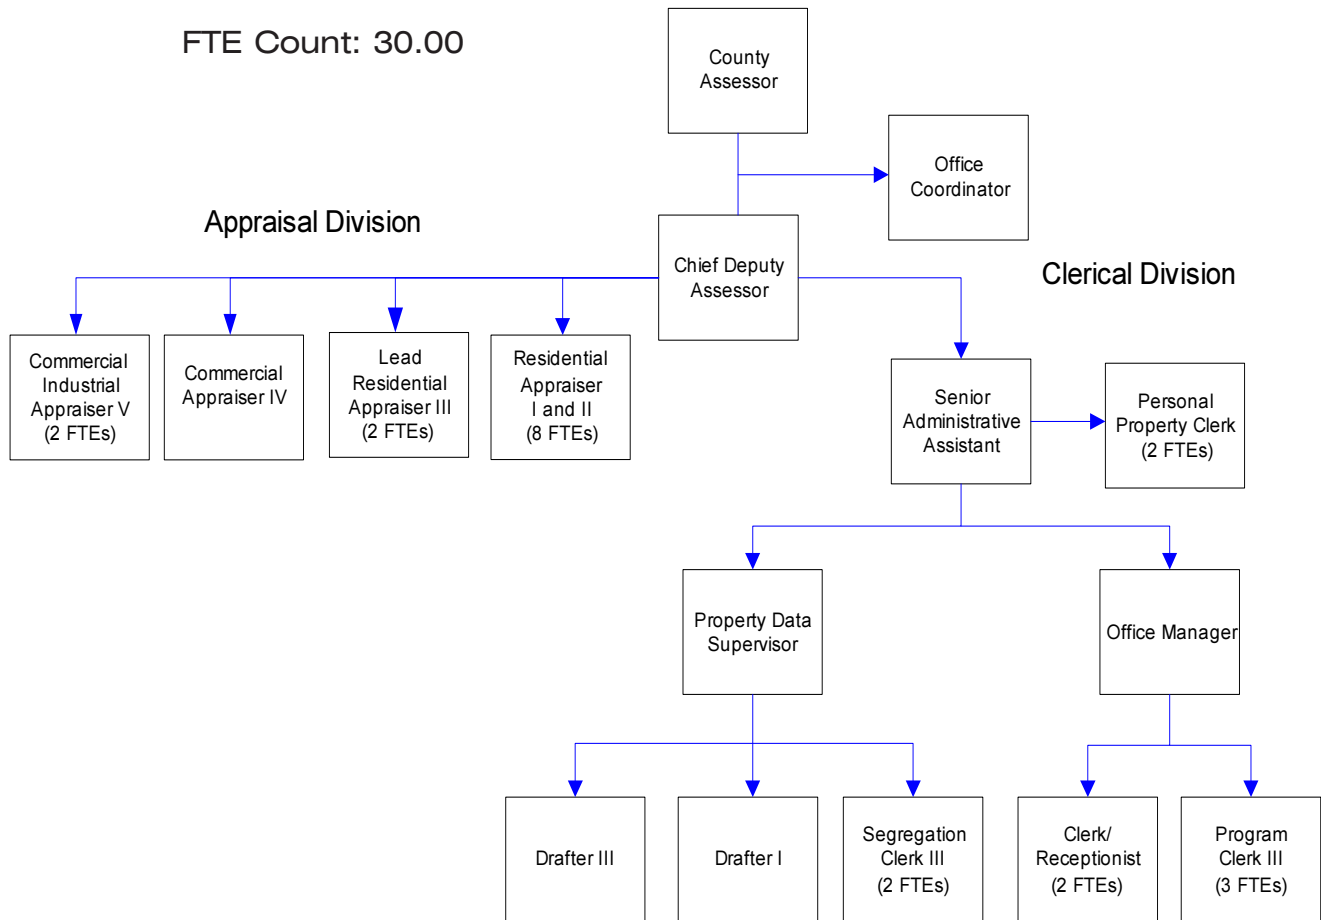 FTE Count: 30.00
County
Assessor
Office
Coordinator
Appraisal Division
Chief Deputy
Assessor
Clerical Division
Commercial
Industrial
Appraiser V
(2 FTEs)
Commercial
Appraiser IV
Lead
Residential
Appraiser III
(2 FTEs)
Residential
Appraiser
I and II
(8 FTEs)
Senior
Administrative
Assistant
Personal
Property Clerk
(2 FTEs)
Property Data
Supervisor
Office Manager
Drafter III
Drafter I
Segregation
Clerk III
(2 FTEs)
Clerk/
Receptionist
(2 FTEs)
Program
Clerk III
(3 FTEs)